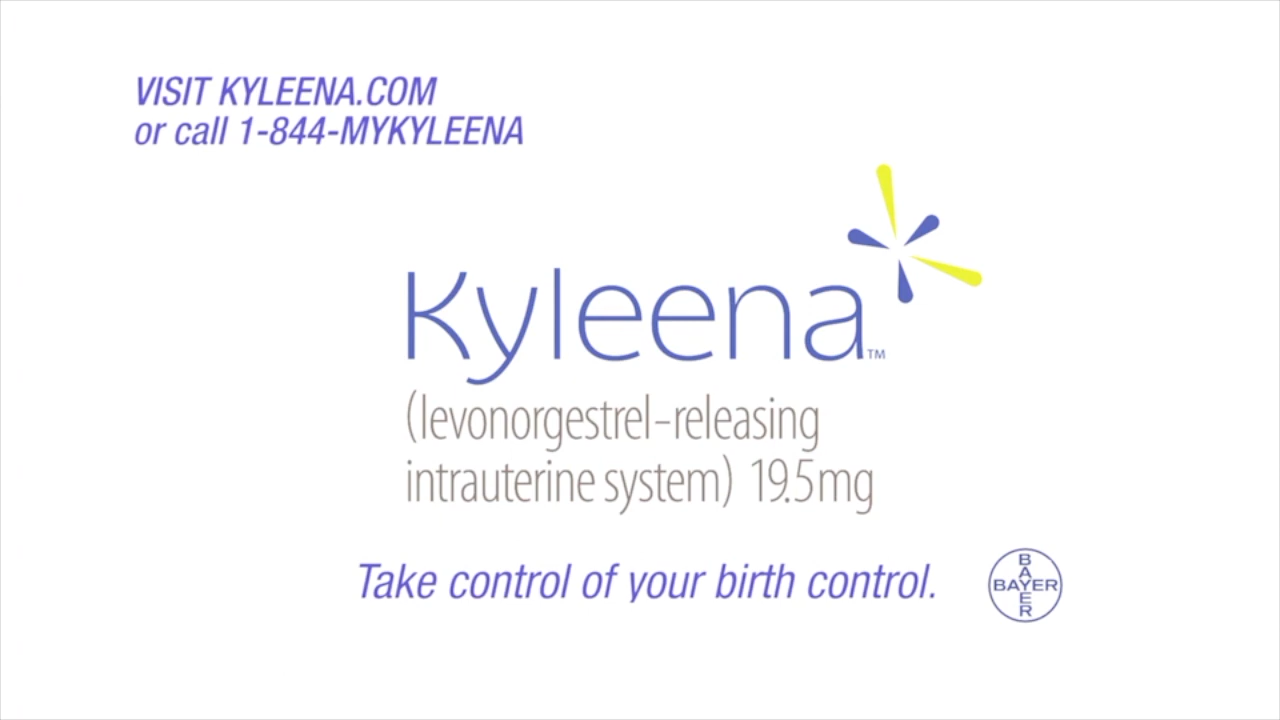 VISIT KYLEENA.COM
or call 1-844-MYKYLEENA
Kyleena™
(levonorgestrel-releasing
intrauterine system) 19.5mg
Take control of your birth control.
BAYER
BAYER